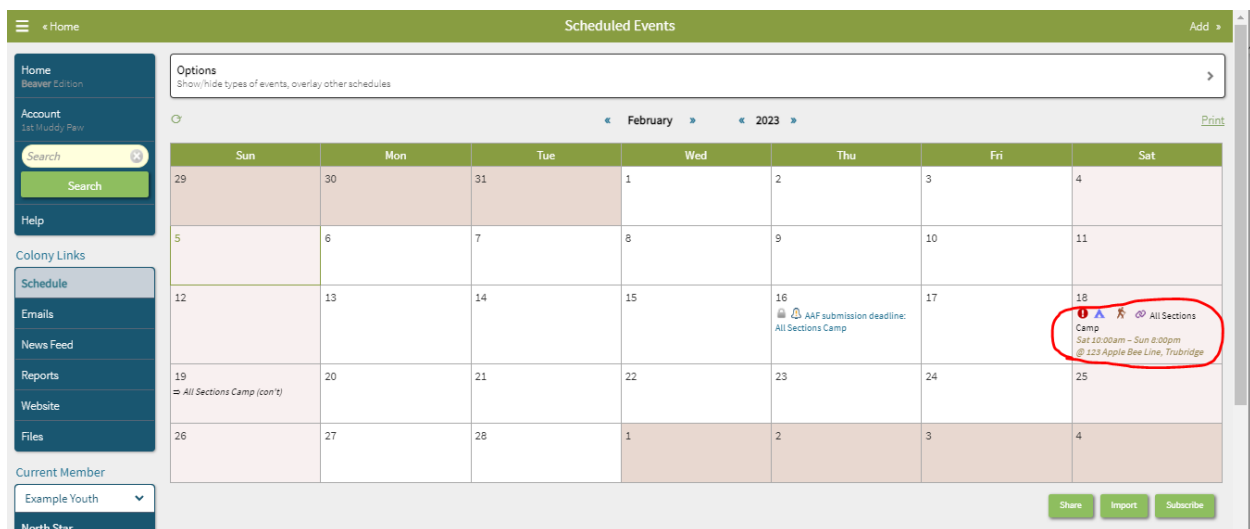 « Home
Scheduled Events
Add »
Home
Beaver Edition
Account
1st Muddy Paw
Search
Search
Help
Colony Links
Schedule
Emails
News Feed
Reports
Website
Files
Current Member
Example Youth
North Star
Options
Show/hide types of events, overlay other schedules
« February » « 2023 »
Print
Sun Mon Tue Wed Thu Fri Sat
29 30 31 1 2 3 4
5 6 7 8 9 10 11
12 13 14 15 16 17 18
AAF submission deadline:
All Sections Camp
All Sections
Camp
Sat 10:00am – Sun 8:00pm
@ 123 Apple Bee Line, Trubridge
19 20 21 22 23 24 25
All Sections Camp (con't)
26 27 28 1 2 3 4
Share Import Subscribe